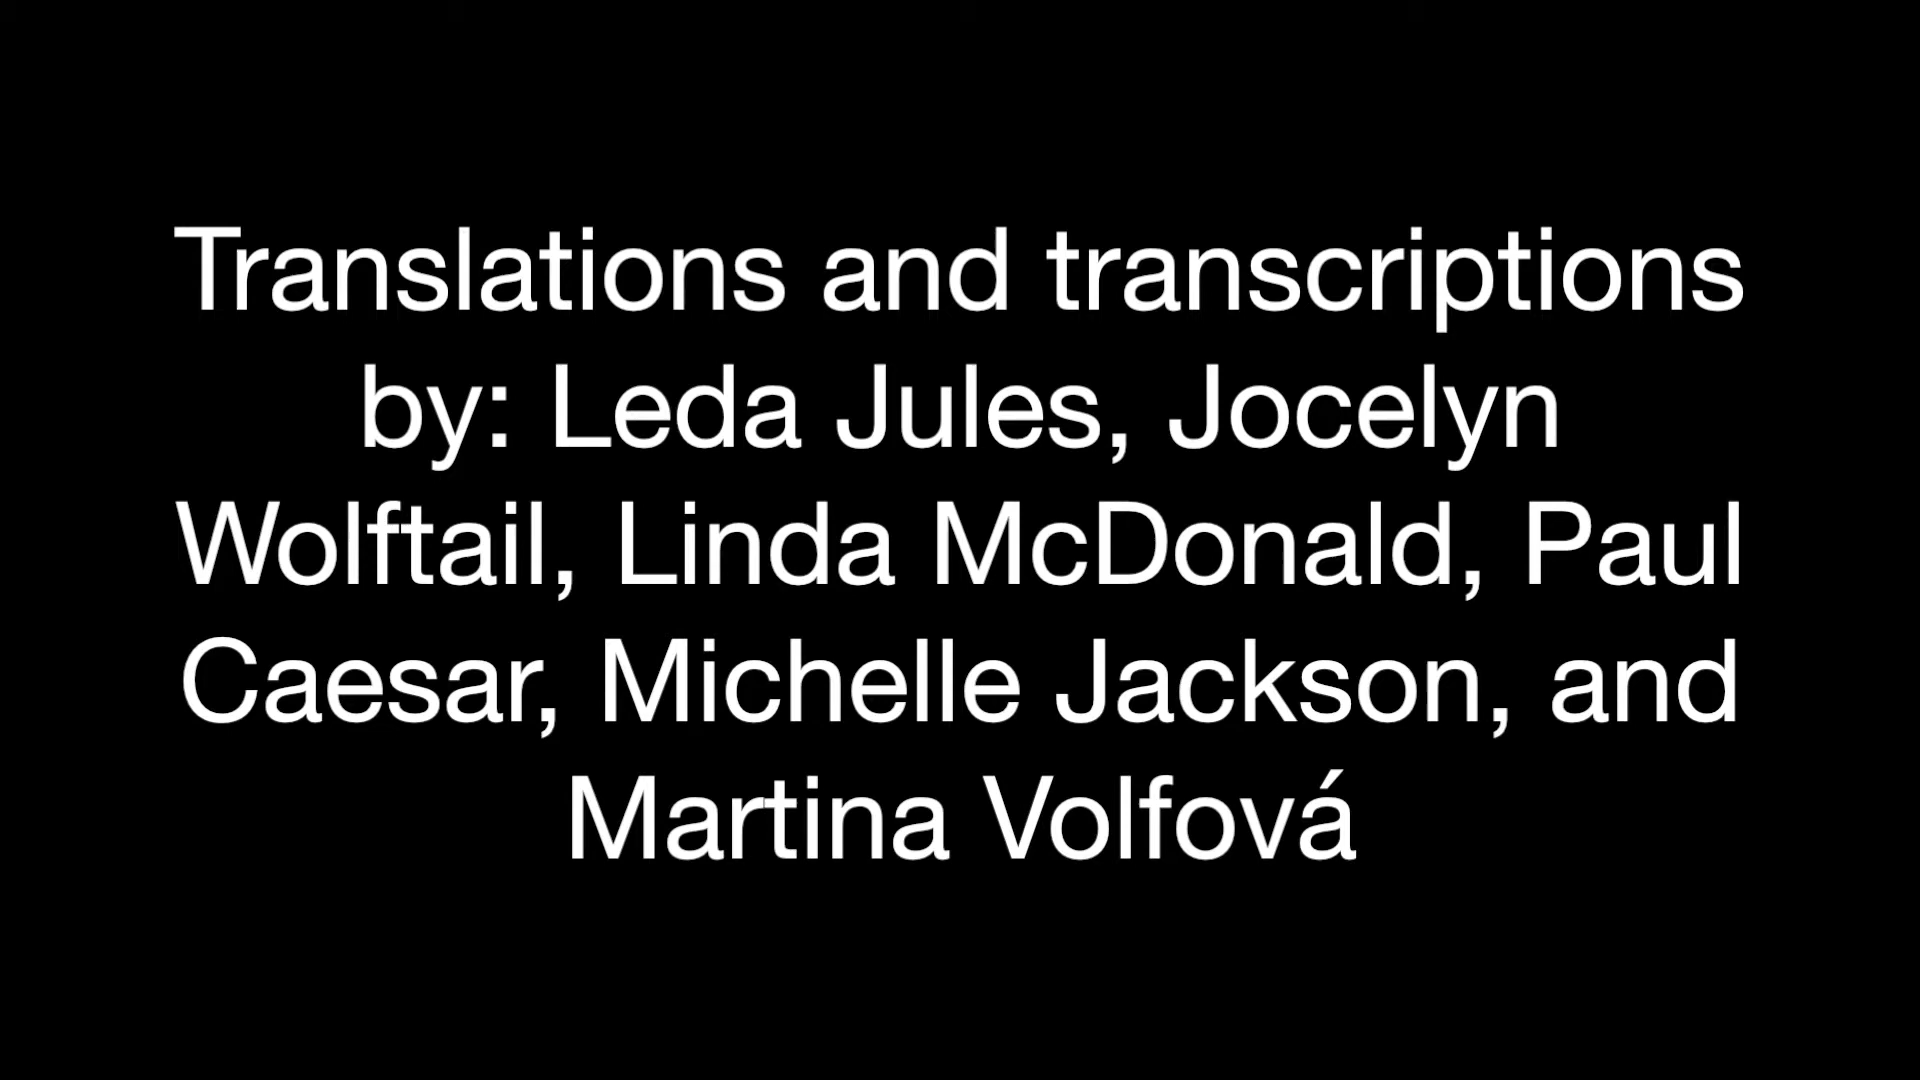 Translations and transcriptions
by: Leda Jules, Jocelyn
Wolftail, Linda McDonald, Paul
Caesar, Michelle Jackson, and
Martina Volfová